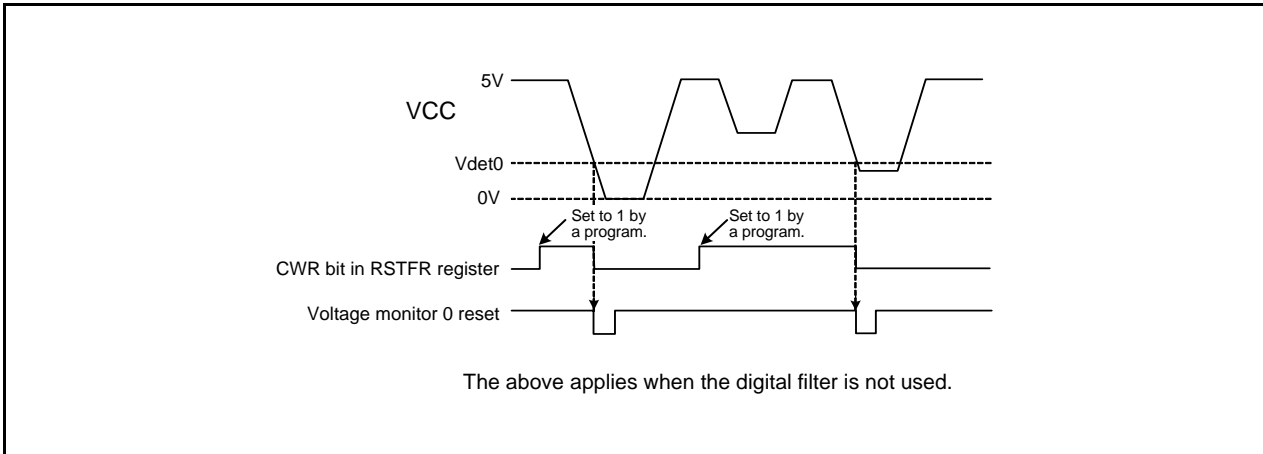 5V
VCC
Vdet0
0V
Set to 1 by
a program.
Set to 1 by
a program.
CWR bit in RSTFR register
Voltage monitor 0 reset
The above applies when the digital filter is not used.